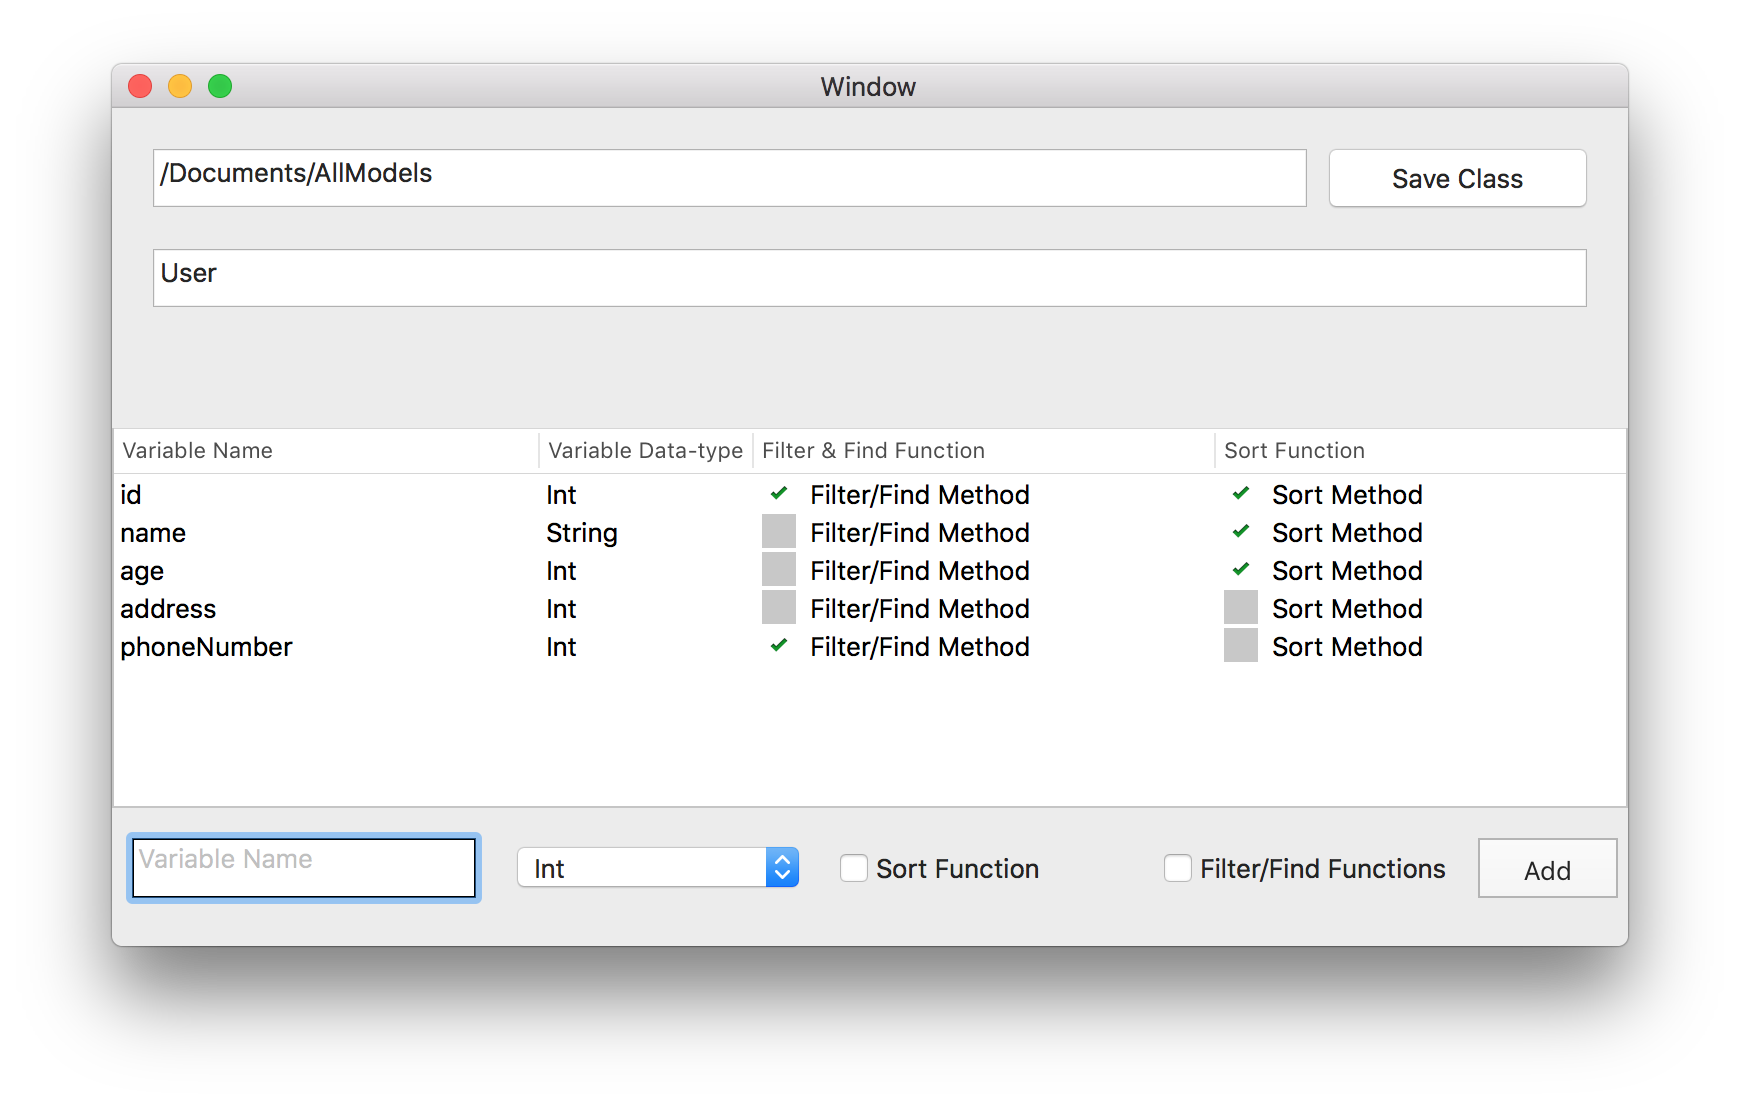 Window
/Documents/AllModels
Save Class
User
Variable Name Variable Data-type Filter & Find Function Sort Function
id Int Filter/Find Method Sort Method
name String Filter/Find Method Sort Method
age Int Filter/Find Method Sort Method
address Int Filter/Find Method Sort Method
phoneNumber Int Filter/Find Method Sort Method
Variable Name Int Sort Function Filter/Find Functions Add